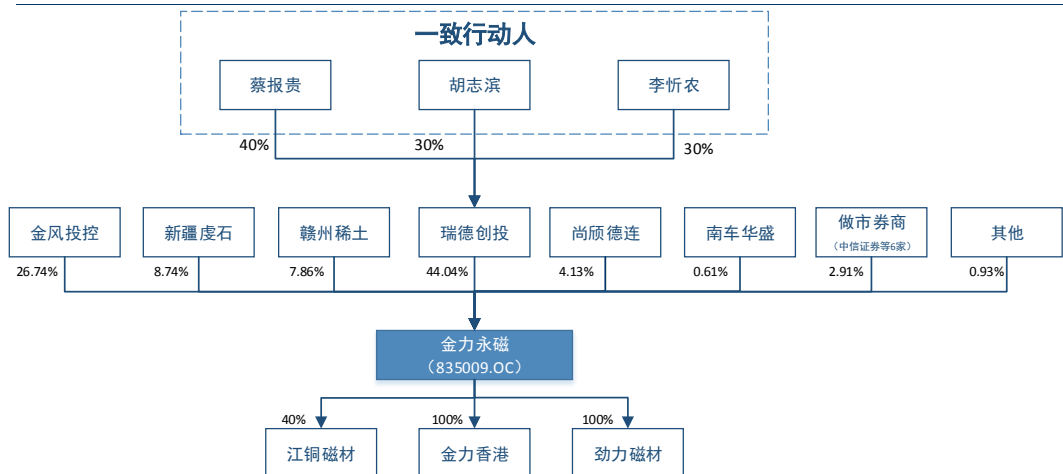 一致行动人
蔡报贵
胡志滨
李忻农
40%
30%
30%
金风投控
新疆虔石
赣州稀土
瑞德创投
尚颀德连
南车华盛
做市券商
（中信证券等6家）
其他
26.74%
8.74%
7.86%
44.04%
4.13%
0.61%
2.91%
0.93%
金力永磁
（835009.OC）
40%
100%
100%
江铜磁材
金力香港
劲力磁材